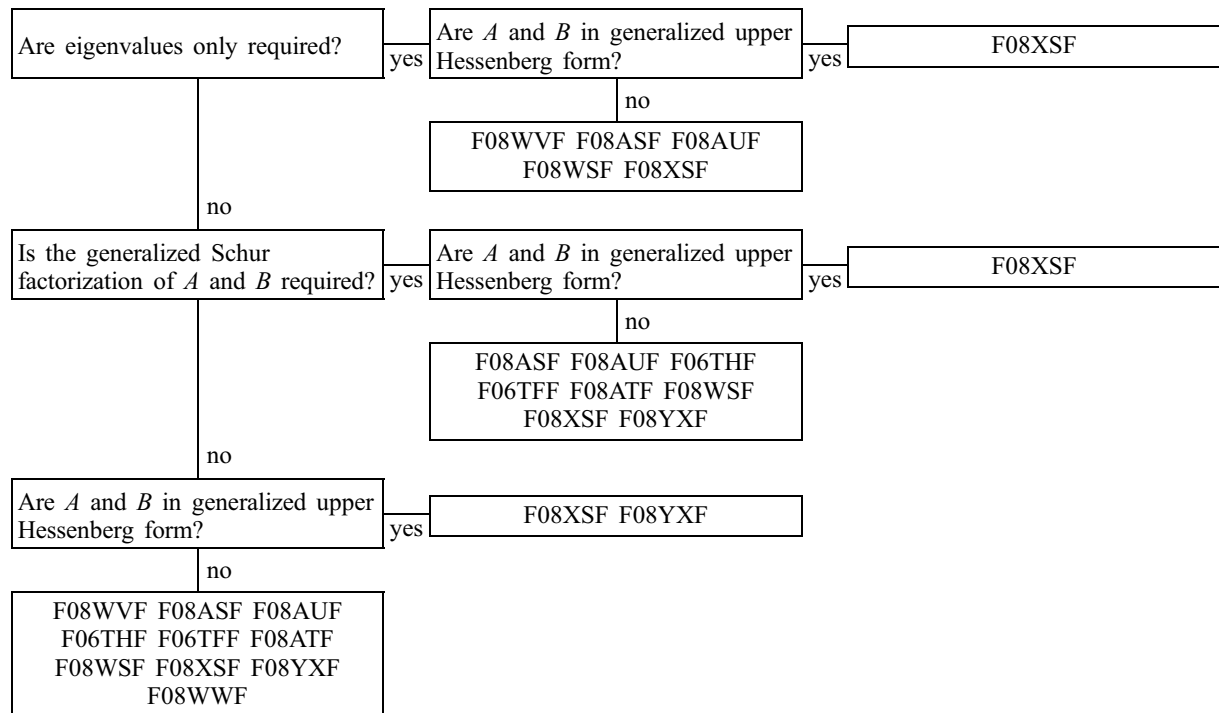 Are eigenvalues only required?
yes
Are A and B in generalized upper
Hessenberg form?
yes
F08XSF
no
F08WVF F08ASF F08AUF
F08WSF F08XSF
no
Is the generalized Schur
factorization of A and B required?
yes
Are A and B in generalized upper
Hessenberg form?
yes
F08XSF
no
F08ASF F08AUF F06THF
F06TFF F08ATF F08WSF
F08XSF F08YXF
no
Are A and B in generalized upper
Hessenberg form?
yes
F08XSF F08YXF
no
F08WVF F08ASF F08AUF
F06THF F06TFF F08ATF
F08WSF F08XSF F08YXF
F08WWF